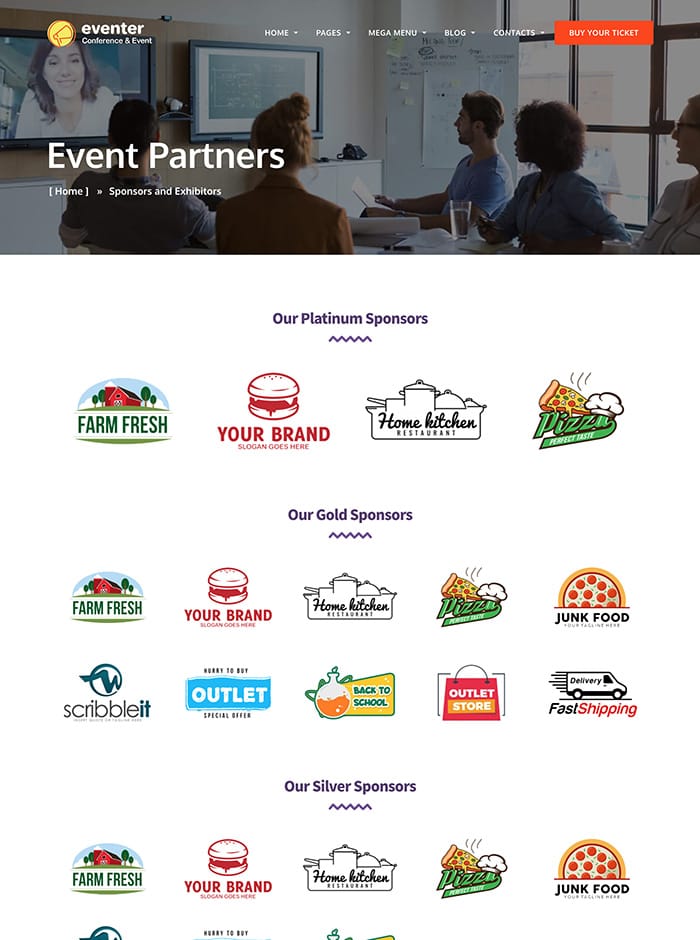 eventer
Conference & Event
HOME
PAGES
MEGA MENU
BLOG
CONTACTS
BUY YOUR TICKET
Event Partners
[ Home ] » Sponsors and Exhibitors
Our Platinum Sponsors
FARM FRESH
YOUR BRAND
SLOGAN GOES HERE
Home kitchen
RESTAURANT
Pizza
PERFECT TASTE
Our Gold Sponsors
FARM FRESH
YOUR BRAND
SLOGAN GOES HERE
Home kitchen
RESTAURANT
Pizza
PERFECT TASTE
JUNK FOOD
YOUR TAGLINE HERE
scribbleit
HURRY TO BUY
OUTLET
SPECIAL OFFER
BACK TO
SCHOOL
OUTLET
STORE
Delivery
FastShipping
Our Silver Sponsors
FARM FRESH
YOUR BRAND
SLOGAN GOES HERE
Home kitchen
RESTAURANT
Pizza
PERFECT TASTE
JUNK FOOD
YOUR TAGLINE HERE
HURRY TO BUY